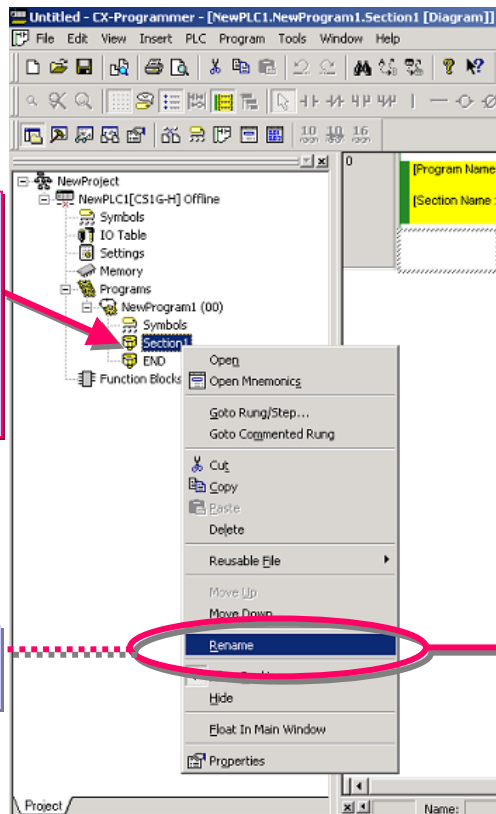 Untitled - CX-Programmer - [NewPLC1.NewProgram1.Section1 [Diagram]]
File Edit View Insert PLC Program Tools Window Help
10 10 16
NewProject
NewPLC1[CS1G-H] Offline
Symbols
IO Table
Settings
Memory
Programs
NewProgram1 (00)
Symbols
Section1
END
Function Blocks
0
[Program Name
[Section Name :
Open
Open Mnemonics
Goto Rung/Step...
Goto Commented Rung
Cut
Copy
Paste
Delete
Reusable File
Move Up
Move Down
Rename
Hide
Float In Main Window
Properties
Project
Name: